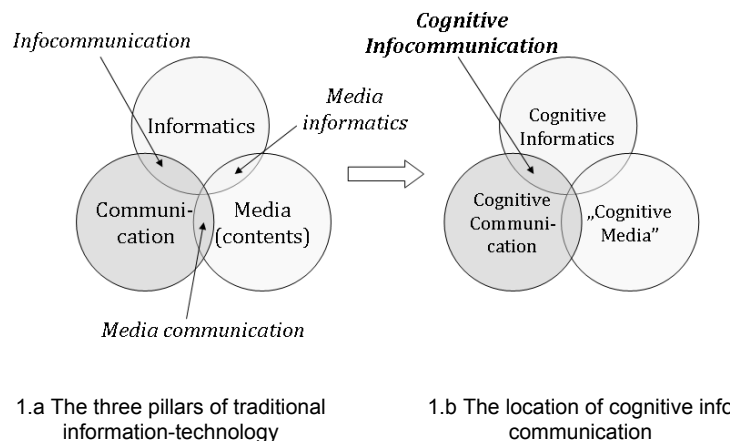 Infocommunication
Media
informatics
Informatics
Communi-
cation
Media
(contents)
Media communication
Cognitive
Infocommunication
Cognitive
Informatics
Cognitive
Communi-
cation
„Cognitive
Media”
1.a The three pillars of traditional
information-technology
1.b The location of cognitive info
communication